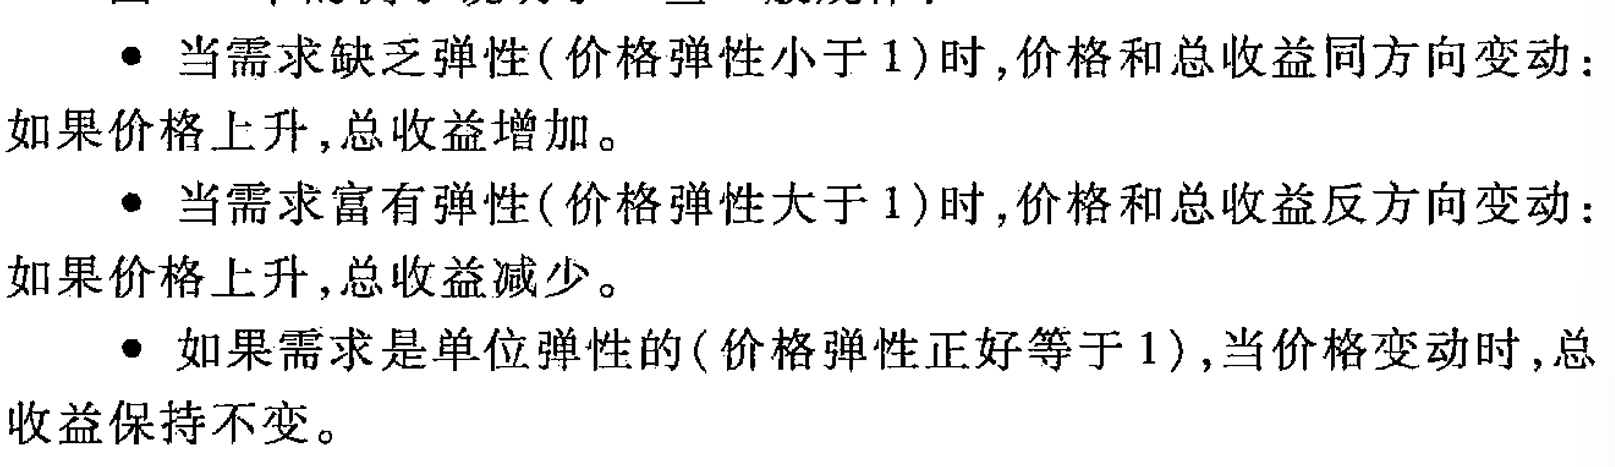 • 当需求缺乏弹性(价格弹性小于1)时,价格和总收益同方向变动:
如果价格上升,总收益增加。
• 当需求富有弹性(价格弹性大于1)时,价格和总收益反方向变动:
如果价格上升,总收益减少。
• 如果需求是单位弹性的(价格弹性正好等于1),当价格变动时,总
收益保持不变。